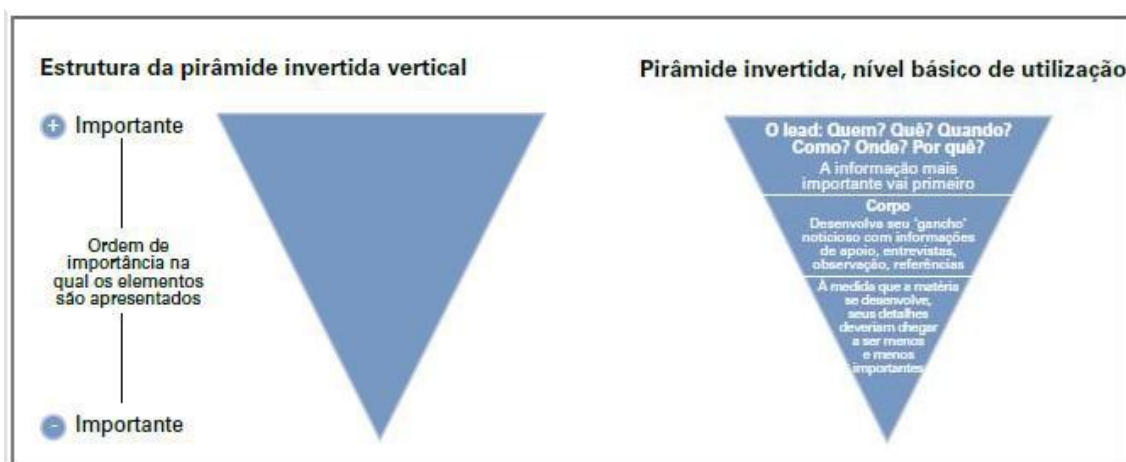 Estrutura da pirâmide invertida vertical
+ Importante
Ordem de
importância na
qual os elementos
são apresentados
- Importante
Pirâmide invertida, nível básico de utilização
O lead: Quem? Quê? Quando?
Como? Onde? Por quê?
A informação mais
importante vai primeiro
Corpo
Desenvolva seu 'gancho'
noticioso com informações
de apoio, entrevistas,
observação, referências
À medida que a matéria
se desenvolve,
seus detalhes
deveriam chegar
a ser menos
e menos
importantes